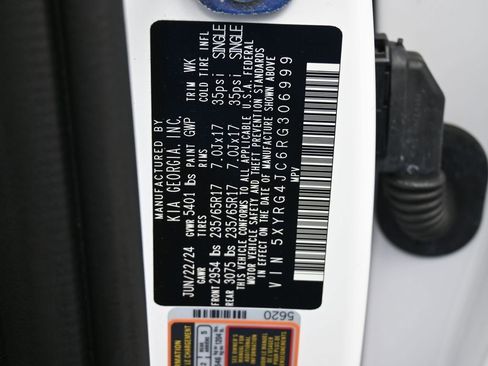 MANUFACTURED BY
KIA GEORGIA, INC.
JUN/22/24 GVWR 5401 lbs PAINT GWP TRIM WK
GAWR TIRES RIMS COLD TIRE INFL
FRONT 2954 lbs 235/65R17 7.0Jx17 35psi SINGLE
REAR 3075 lbs 235/65R17 7.0Jx17 35psi SINGLE
THIS VEHICLE CONFORMS TO ALL APPLICABLE U.S.A. FEDERAL
MOTOR VEHICLE SAFETY AND THEFT PREVENTION STANDARDS
IN EFFECT ON THE DATE OF MANUFACTURE SHOWN ABOVE
VIN 5XYRG4JC6RG306999
MPV
5620